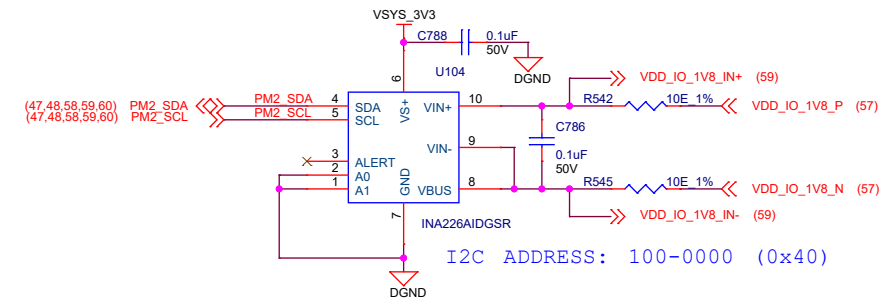 VSYS_3V3
C788 0.1uF
50V
U104
DGND
VDD_IO_1V8_IN+ (59)
6
VS+
(47,48,58,59,60) PM2_SDA PM2_SDA 4 SDA VIN+ 10 R542 10E_1% VDD_IO_1V8_P (57)
(47,48,58,59,60) PM2_SCL PM2_SCL 5 SCL
C786
VIN- 9
0.1uF
50V
3 ALERT
2 A0
1 A1 GND VBUS 8 R545 10E_1% VDD_IO_1V8_N (57)
7
INA226AIDGSR
VDD_IO_1V8_IN- (59)
I2C ADDRESS: 100-0000 (0x40)
DGND